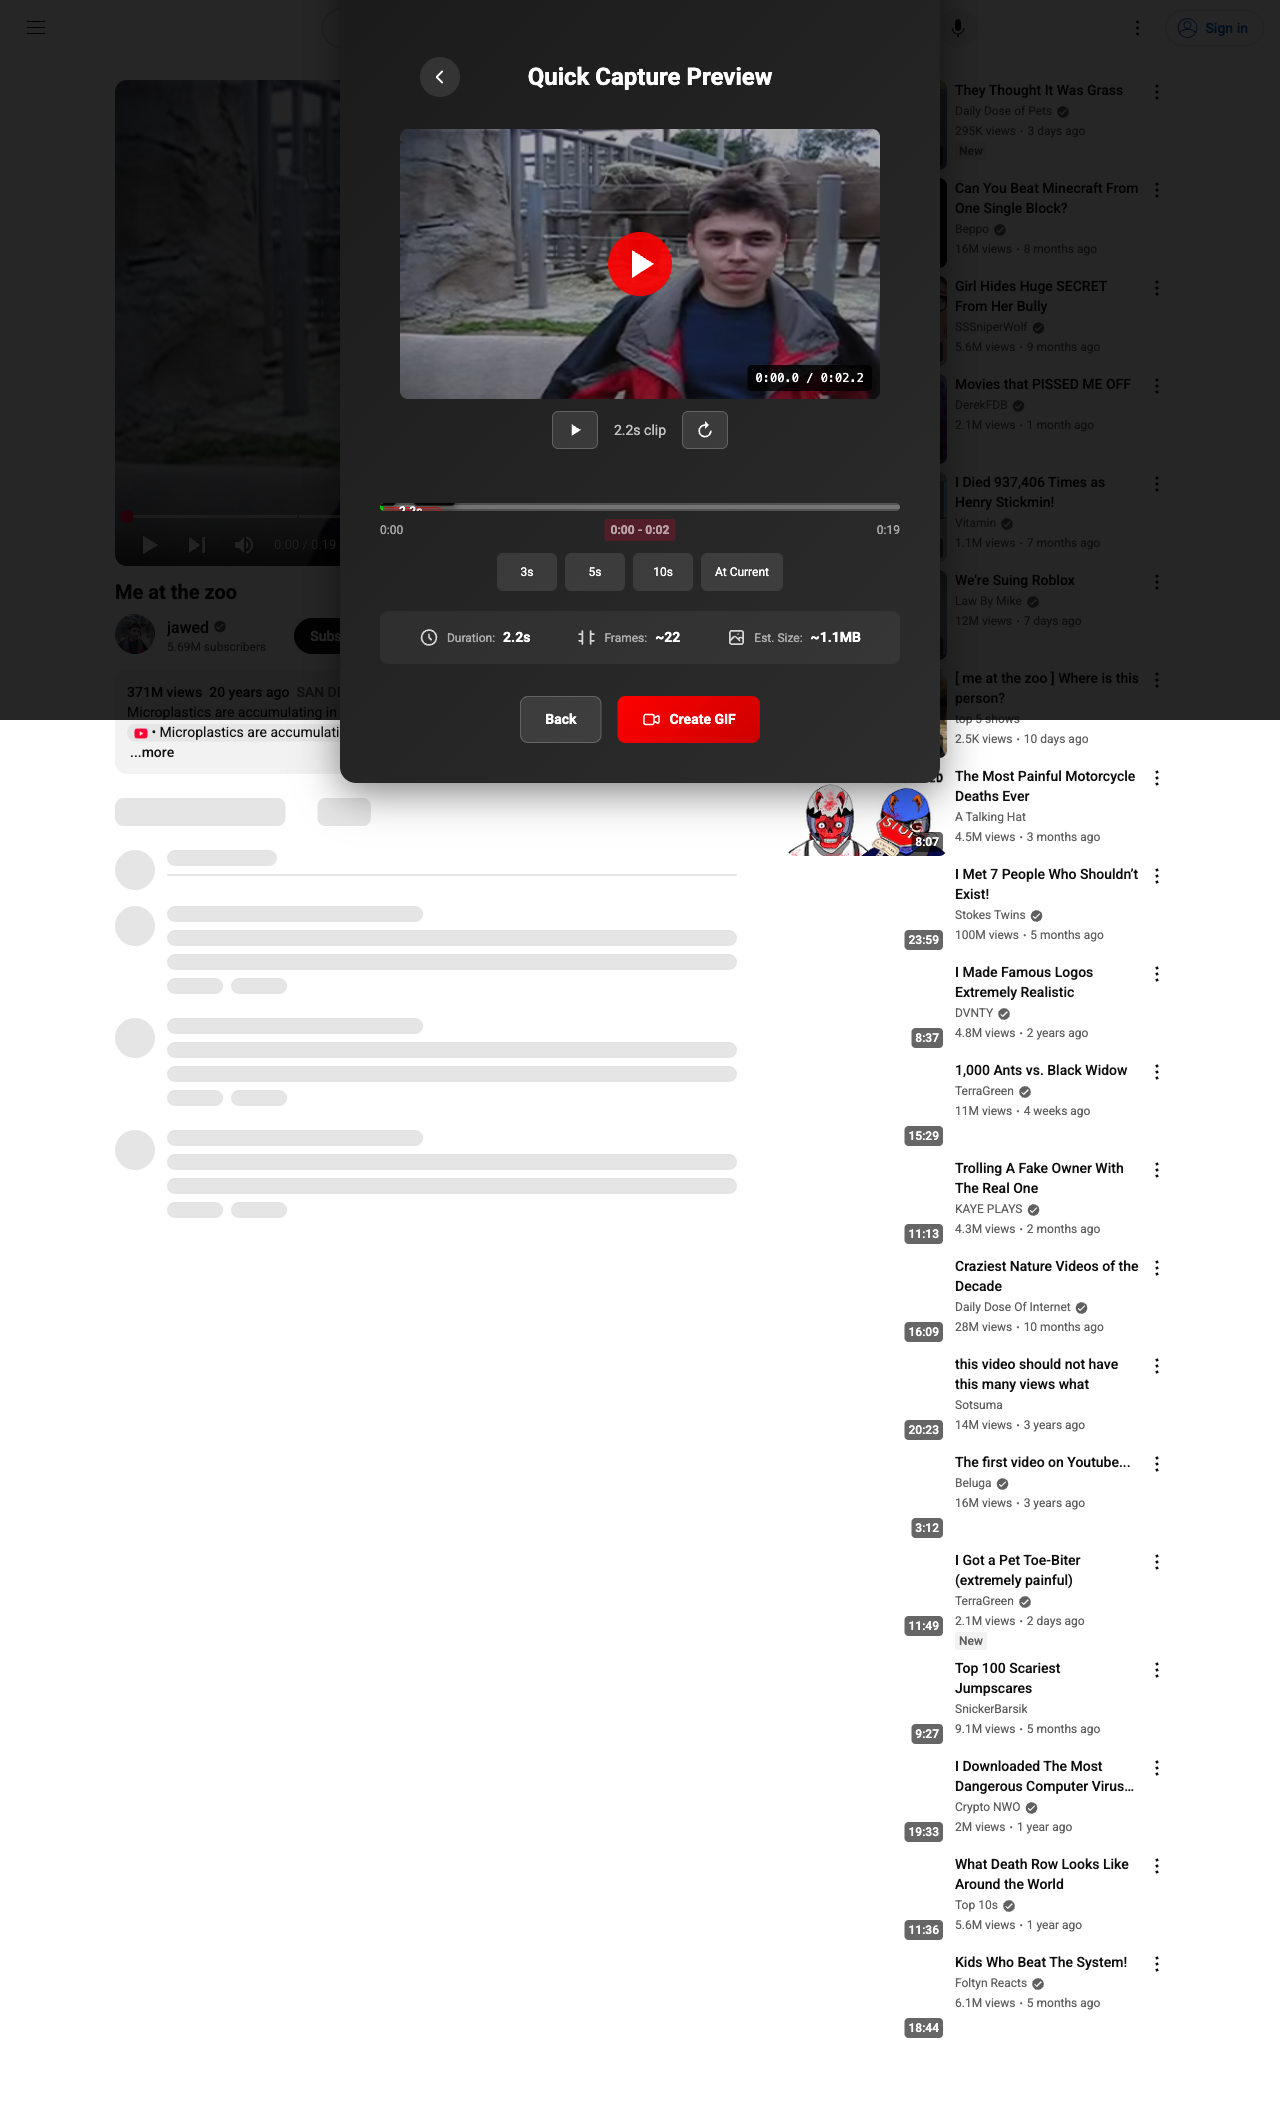 Sign in
Quick Capture Preview
0:00.0 / 0:02.2
2.2s clip
2.2s
0:00
0:00 - 0:02
0:19
3s
5s
10s
At Current
Duration: 2.2s
Frames: ~22
Est. Size: ~1.1MB
Back
Create GIF
0:00 / 0:19
Me at the zoo
jawed
5.69M subscribers
Subs
371M views 20 years ago SAN DI
Microplastics are accumulating in
• Microplastics are accumulati
...more
They Thought It Was Grass
Daily Dose of Pets
295K views • 3 days ago
New
Can You Beat Minecraft From
One Single Block?
Beppo
16M views • 8 months ago
Girl Hides Huge SECRET
From Her Bully
SSSniperWolf
5.6M views • 9 months ago
Movies that PISSED ME OFF
DerekFDB
2.1M views • 1 month ago
I Died 937,406 Times as
Henry Stickmin!
Vitamin
1.1M views • 7 months ago
We're Suing Roblox
Law By Mike
12M views • 7 days ago
[ me at the zoo ] Where is this
person?
top 5 shows
2.5K views • 10 days ago
The Most Painful Motorcycle
Deaths Ever
A Talking Hat
4.5M views • 3 months ago
8:07
I Met 7 People Who Shouldn't
Exist!
Stokes Twins
100M views • 5 months ago
23:59
I Made Famous Logos
Extremely Realistic
DVNTY
4.8M views • 2 years ago
8:37
1,000 Ants vs. Black Widow
TerraGreen
11M views • 4 weeks ago
15:29
Trolling A Fake Owner With
The Real One
KAYE PLAYS
4.3M views • 2 months ago
11:13
Craziest Nature Videos of the
Decade
Daily Dose Of Internet
28M views • 10 months ago
16:09
this video should not have
this many views what
Sotsuma
14M views • 3 years ago
20:23
The first video on Youtube...
Beluga
16M views • 3 years ago
3:12
I Got a Pet Toe-Biter
(extremely painful)
TerraGreen
2.1M views • 2 days ago
New
11:49
Top 100 Scariest
Jumpscares
SnickerBarsik
9.1M views • 5 months ago
9:27
I Downloaded The Most
Dangerous Computer Virus...
Crypto NWO
2M views • 1 year ago
19:33
What Death Row Looks Like
Around the World
Top 10s
5.6M views • 1 year ago
11:36
Kids Who Beat The System!
Foltyn Reacts
6.1M views • 5 months ago
18:44